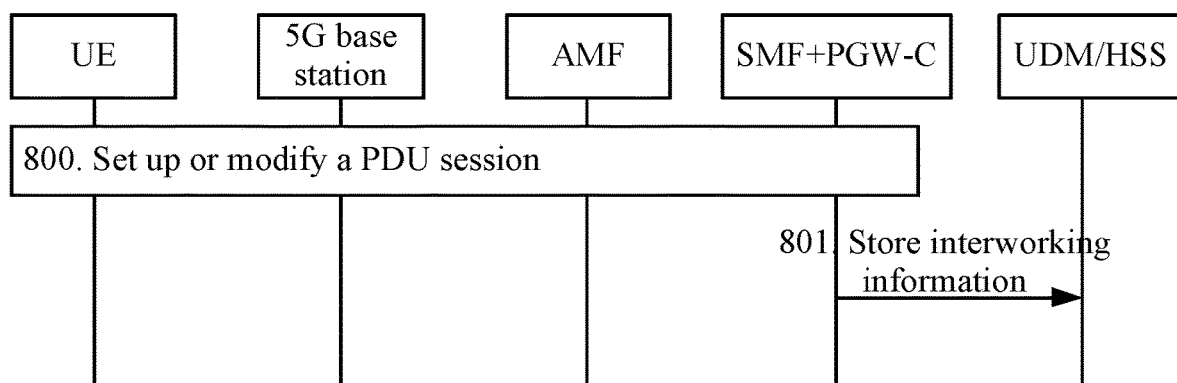 UE
5G base
station
AMF
SMF+PGW-C
UDM/HSS
800. Set up or modify a PDU session
801. Store interworking
information